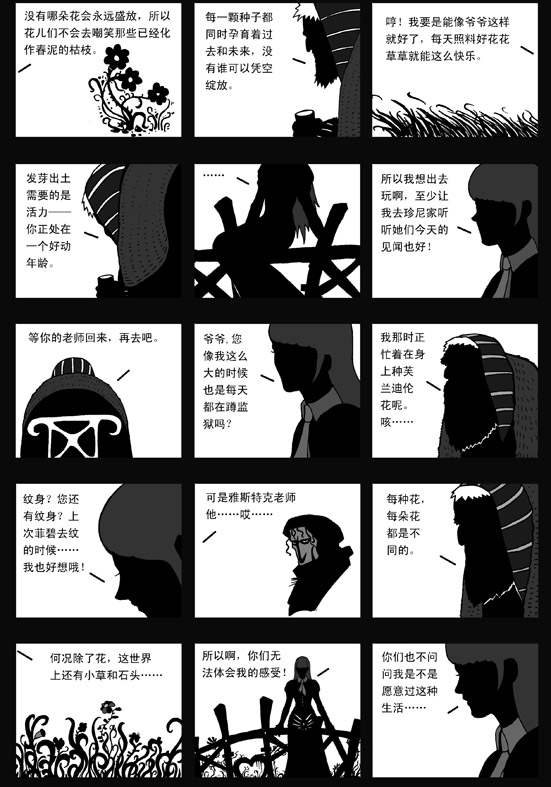 没有哪朵花会永远盛放，所以
花儿们不会去嘲笑那些已经化
作春泥的枯枝。
每一颗种子都
同时孕育着过
去和未来，没
有谁可以凭空
绽放。
哼！我要是能像爷爷这样
就好了，每天照料好花花
草草就能这么快乐。
发芽出土
需要的是
活力——
你正处在
一个好动
年龄。
……
所以我想出去
玩啊，至少让
我去珍尼家听
听她们今天的
见闻也好！
等你的老师回来，再去吧。
爷爷，您
像我这么
大的时候
也是每天
都在蹲监
狱吗？
我那时正
忙着在身
上种芙
兰迪伦
花呢。
咳……
纹身？您还
有纹身？上
次菲碧去纹
的时候……
我也好想哦！
可是雅斯特克老师
他……哎……
每种花，
每朵花
都是不
同的。
何况除了花，这世界
上还有小草和石头……
所以啊，你们无
法体会我的感受！
你们也不问
问我是不是
愿意过这种
生活……